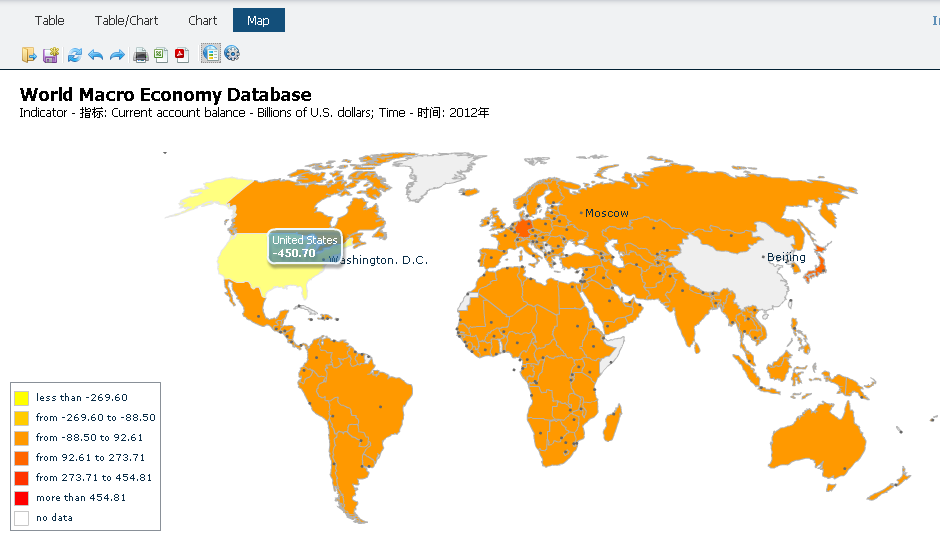 Table Table/Chart Chart Map
World Macro Economy Database
Indicator - 指标: Current account balance - Billions of U.S. dollars; Time - 时间: 2012年
Moscow
United States
-450.70
Washington. D.C.
Beijing
less than -269.60
from -269.60 to -88.50
from -88.50 to 92.61
from 92.61 to 273.71
from 273.71 to 454.81
more than 454.81
no data